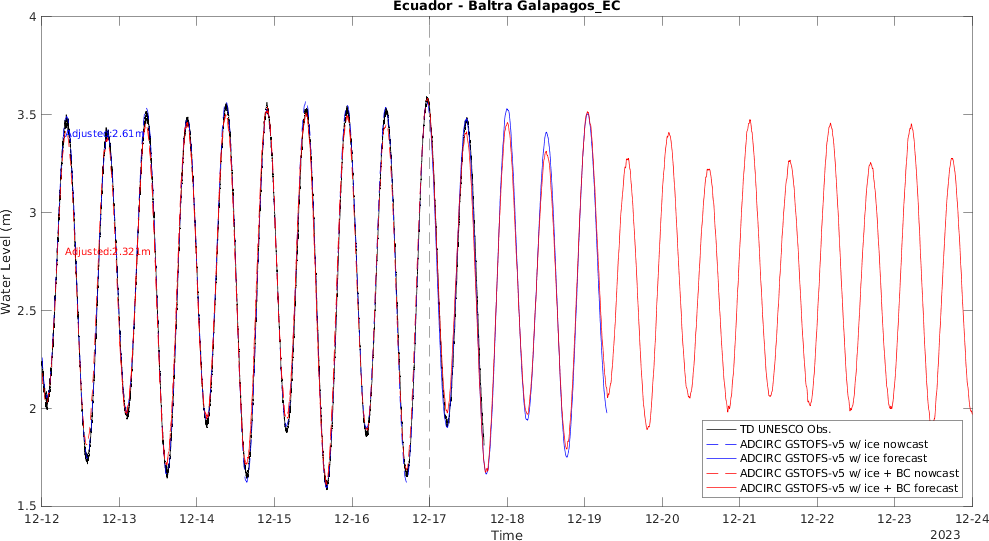 Ecuador - Baltra Galapagos_EC
4
3.5
3
2.5
2
1.5
Water Level (m)
Adjusted:2.61m
Adjusted:2.321m
TD UNESCO Obs.
ADCIRC GSTOFS-v5 w/ ice nowcast
ADCIRC GSTOFS-v5 w/ ice forecast
ADCIRC GSTOFS-v5 w/ ice + BC nowcast
ADCIRC GSTOFS-v5 w/ ice + BC forecast
12-12 12-13 12-14 12-15 12-16 12-17 12-18 12-19 12-20 12-21 12-22 12-23 12-24
Time
2023